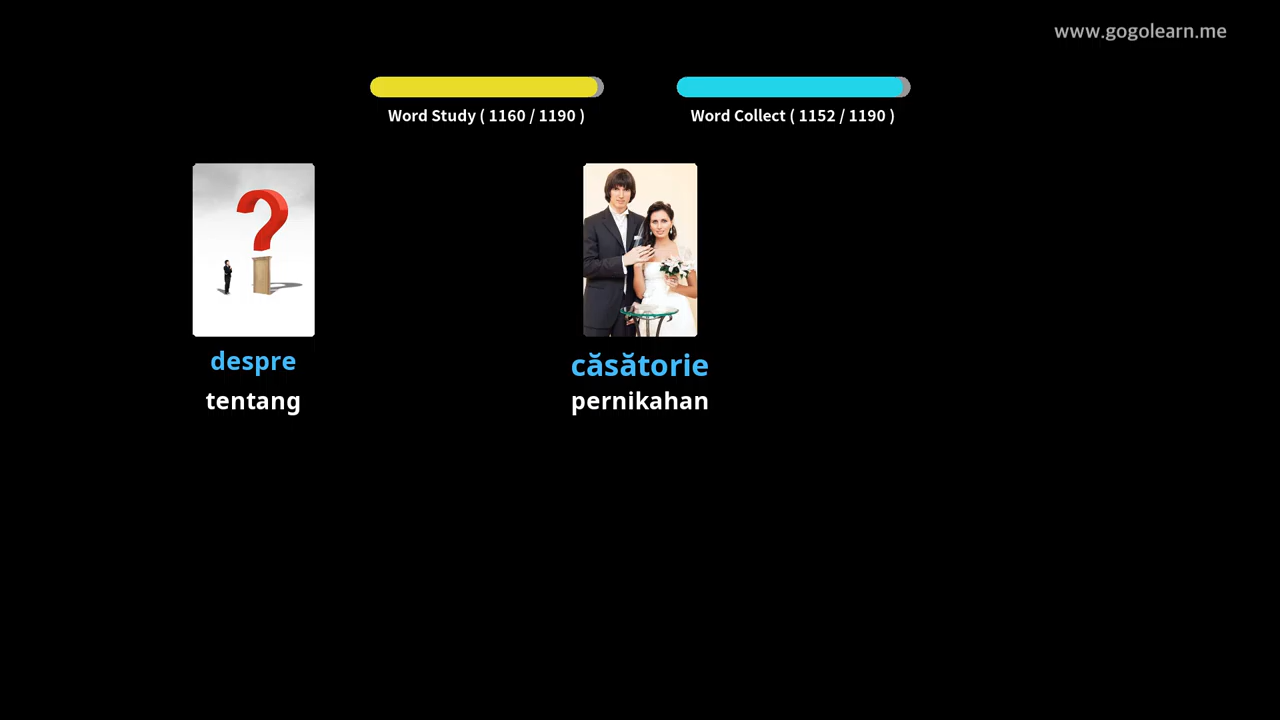 www.gogolearn.me
Word Study ( 1160 / 1190 )
Word Collect ( 1152 / 1190 )
despre
tentang
căsătorie
pernikahan